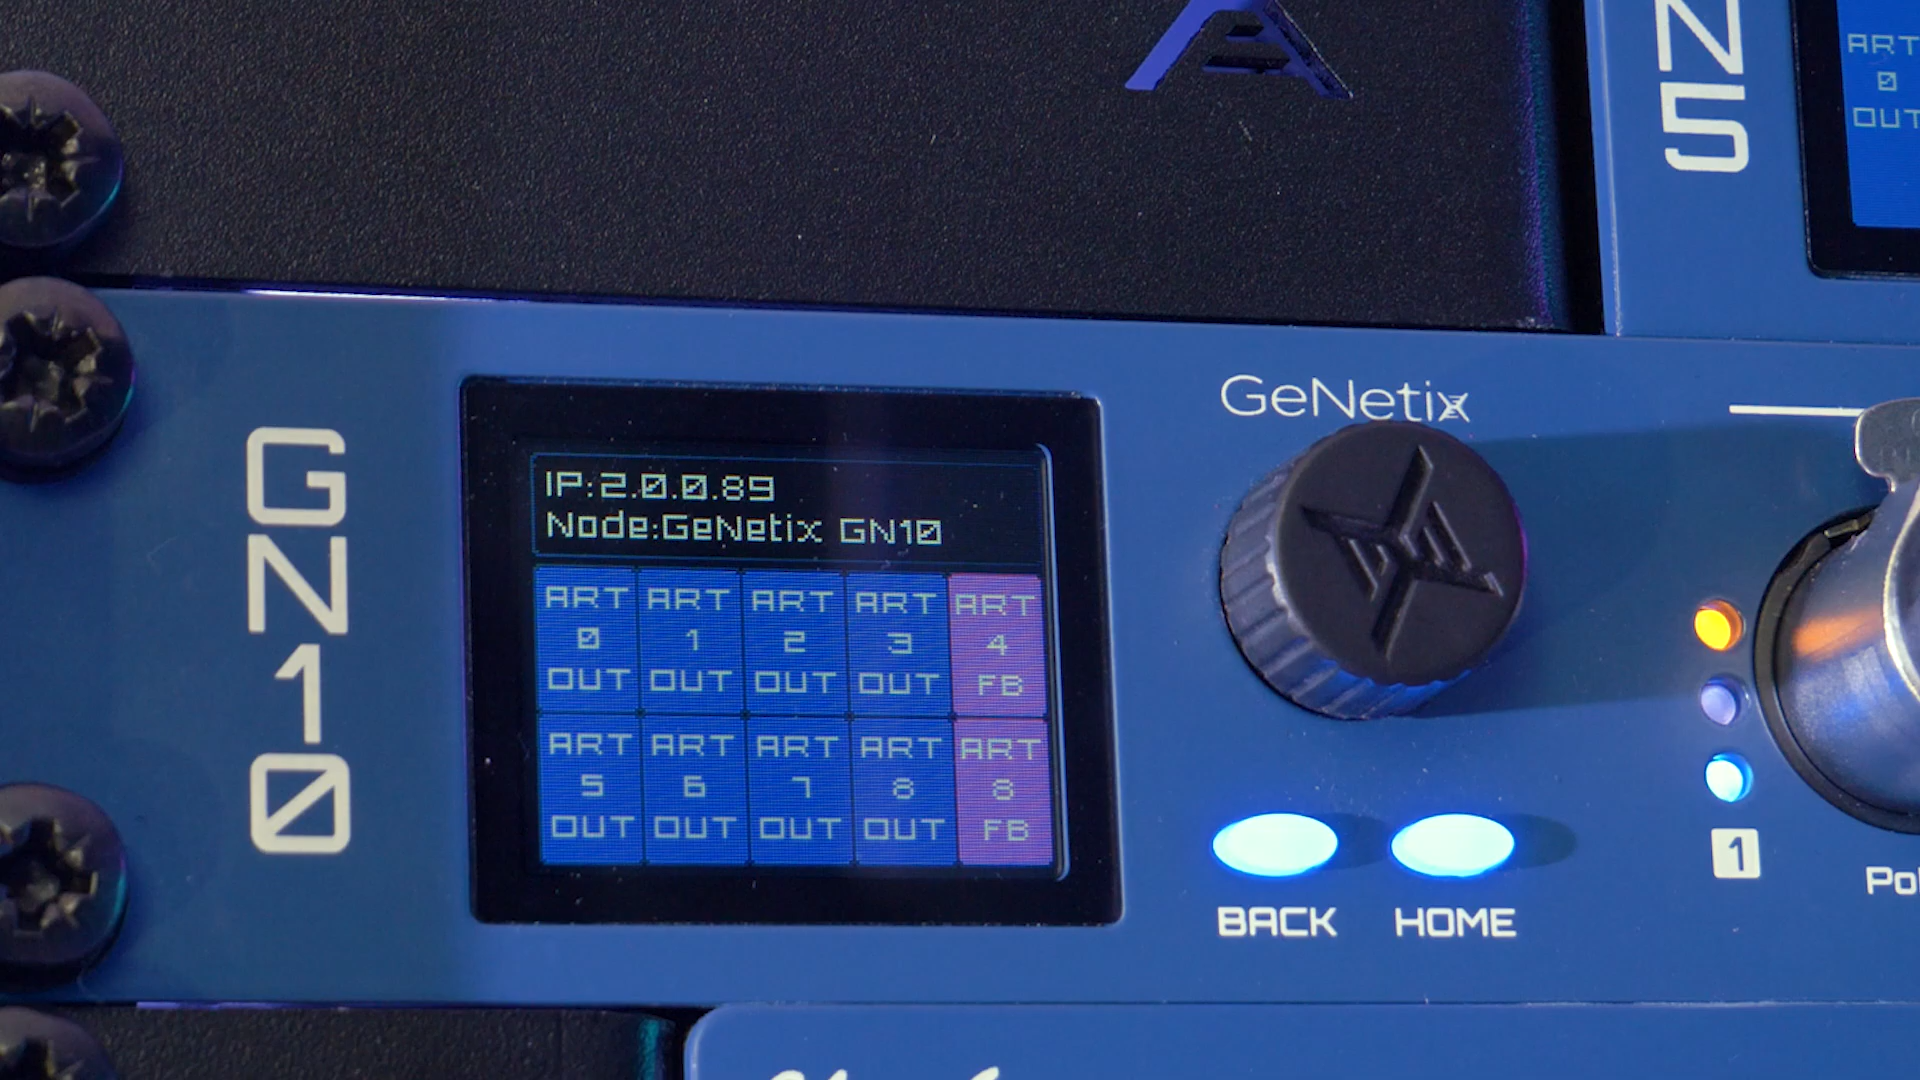 N
5
ART
0
OUT
GeNetix
GN10
IP:2.0.0.89
Node:GeNetix GN10
ART ART ART ART ART
0 1 2 3 4
OUT OUT OUT OUT FB
ART ART ART ART ART
5 6 7 8 8
OUT OUT OUT OUT FB
BACK HOME
1